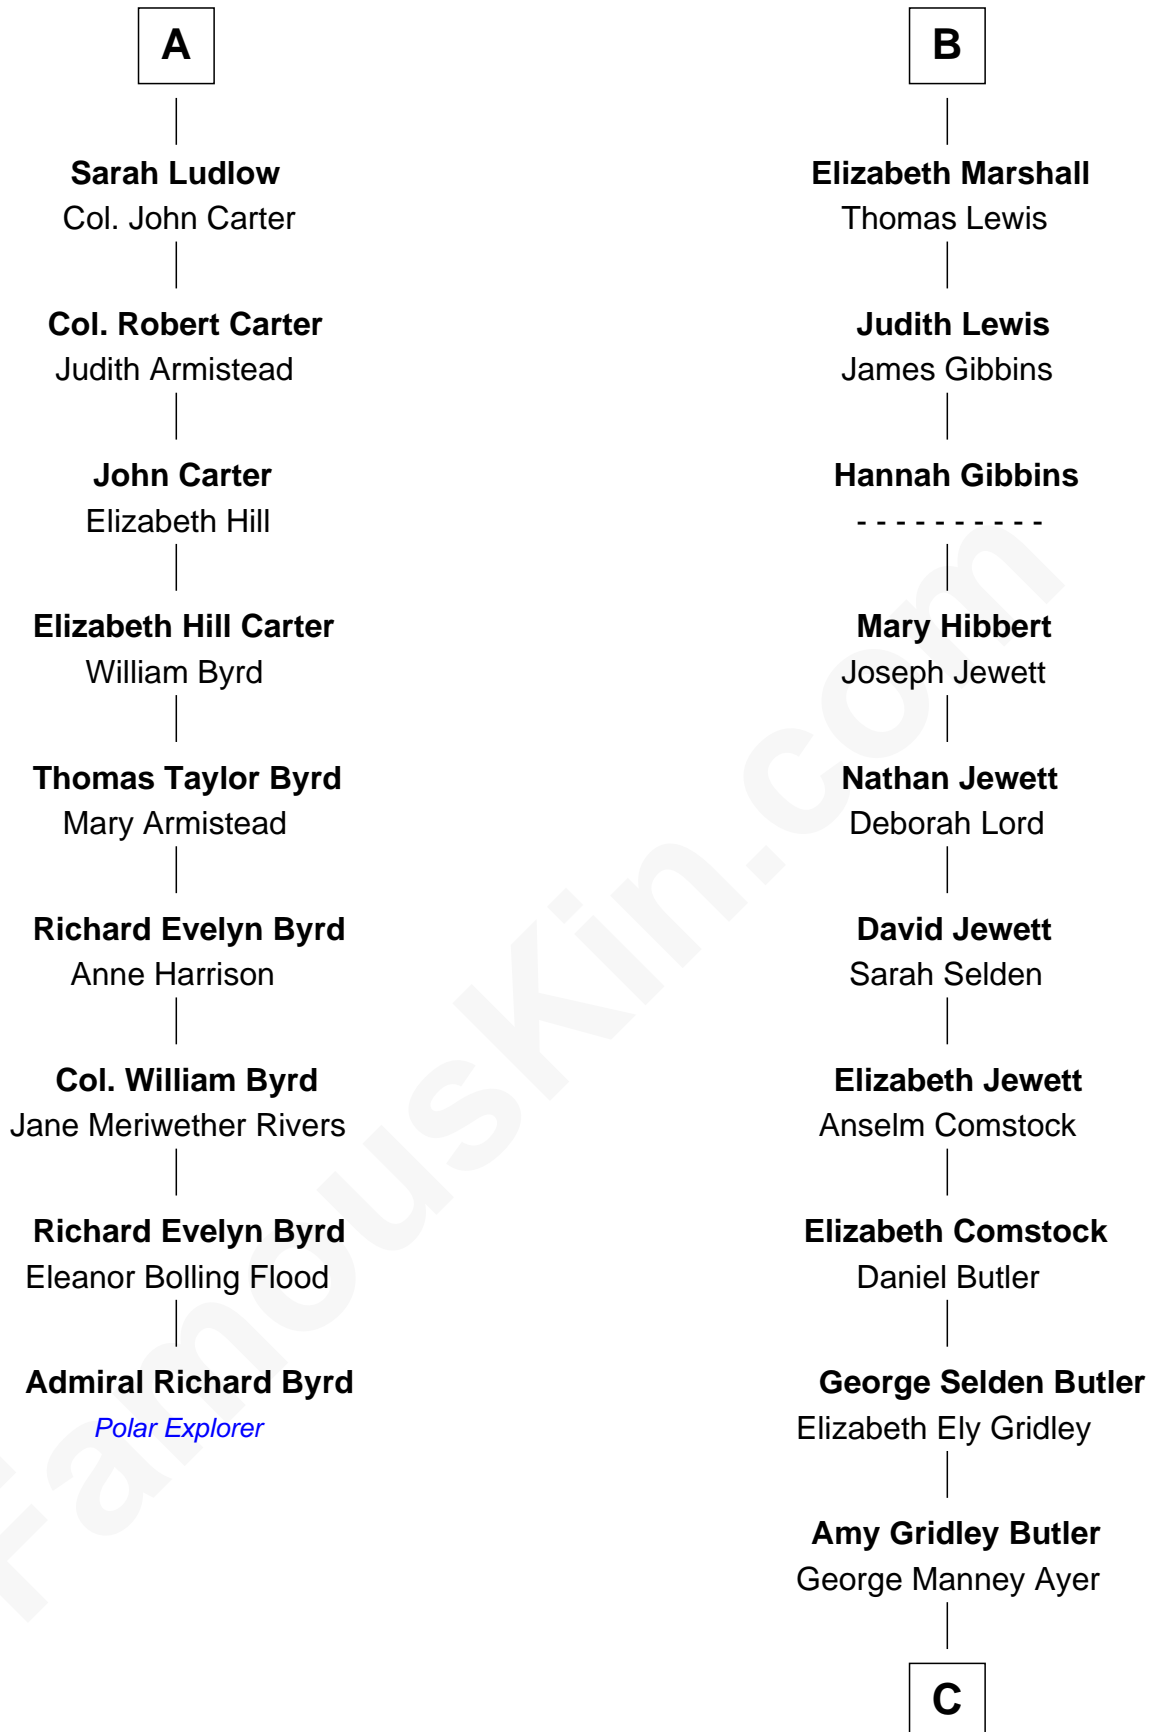 A
Sarah Ludlow
Col. John Carter
Col. Robert Carter
Judith Armistead
John Carter
Elizabeth Hill
Elizabeth Hill Carter
William Byrd
Thomas Taylor Byrd
Mary Armistead
Richard Evelyn Byrd
Anne Harrison
Col. William Byrd
Jane Meriwether Rivers
Richard Evelyn Byrd
Eleanor Bolling Flood
Admiral Richard Byrd
Polar Explorer
B
Elizabeth Marshall
Thomas Lewis
Judith Lewis
James Gibbins
Hannah Gibbins
- - - - - - - - - -
Mary Hibbert
Joseph Jewett
Nathan Jewett
Deborah Lord
David Jewett
Sarah Selden
Elizabeth Jewett
Anselm Comstock
Elizabeth Comstock
Daniel Butler
George Selden Butler
Elizabeth Ely Gridley
Amy Gridley Butler
George Manney Ayer
C
FamousKin.com